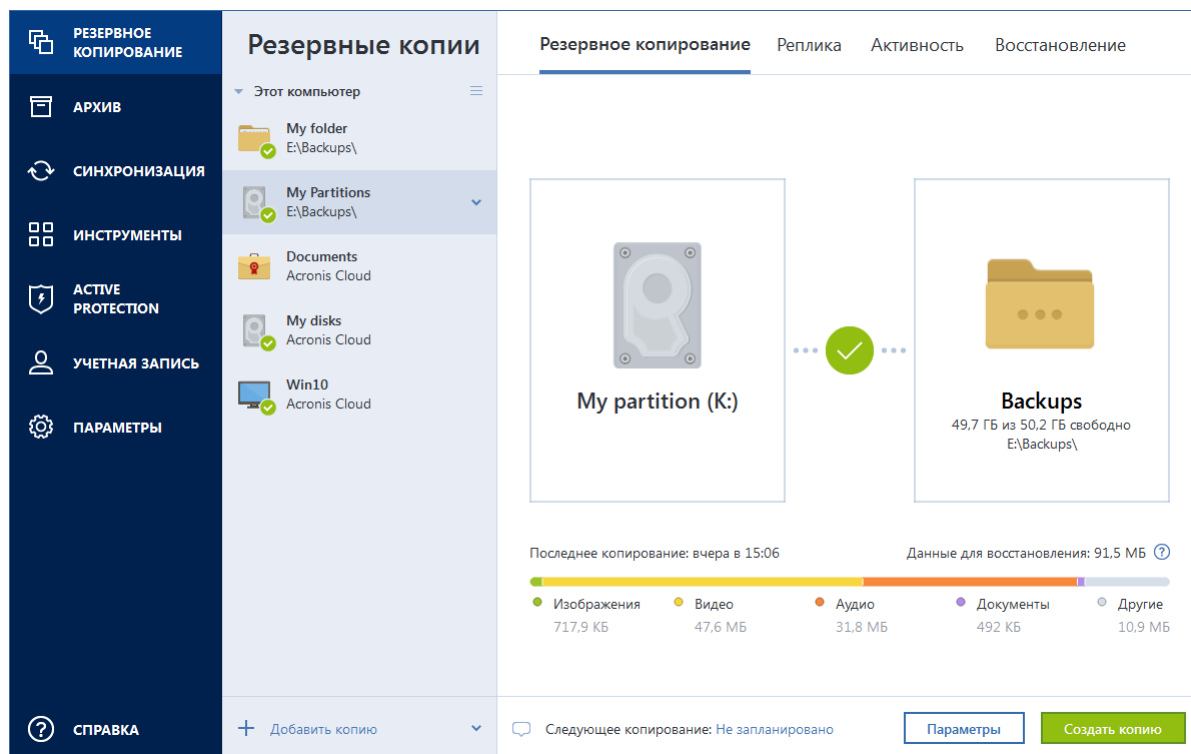 РЕЗЕРВНОЕ
КОПИРОВАНИЕ
АРХИВ
СИНХРОНИЗАЦИЯ
ИНСТРУМЕНТЫ
ACTIVE
PROTECTION
УЧЕТНАЯ ЗАПИСЬ
ПАРАМЕТРЫ
СПРАВКА
Резервные копии
Этот компьютер
My folder
E:\Backups\
My Partitions
E:\Backups\
Documents
Acronis Cloud
My disks
Acronis Cloud
Win10
Acronis Cloud
Добавить копию
Резервное копирование Реплика Активность Восстановление
My partition (K:)
Backups
49,7 ГБ из 50,2 ГБ свободно
E:\Backups\
Последнее копирование: вчера в 15:06 Данные для восстановления: 91,5 МБ ?
Изображения Видео Аудио Документы Другие
717,9 КБ 47,6 МБ 31,8 МБ 492 КБ 10,9 МБ
Следующее копирование: Не запланировано Параметры Создать копию